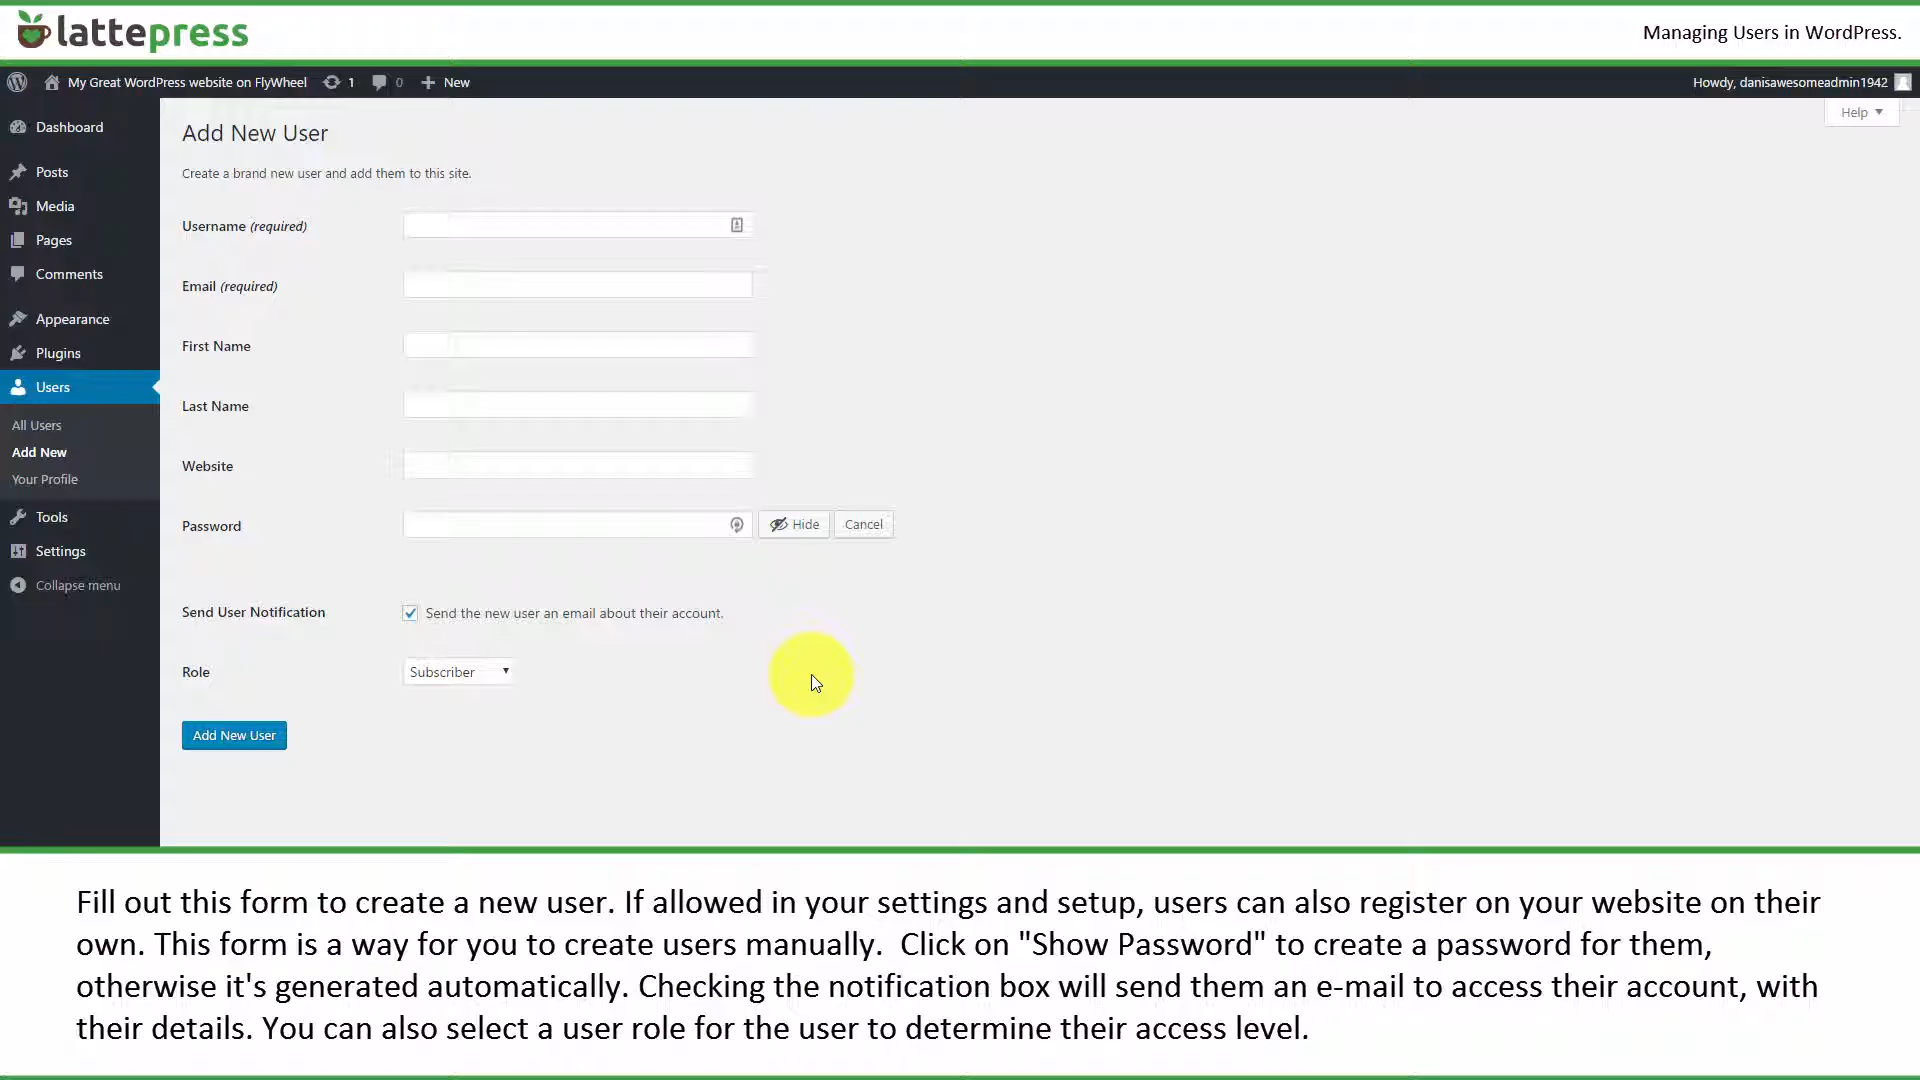 lattepress
Managing Users in WordPress.
My Great WordPress website on FlyWheel 1 0 + New
Howdy, danisawesomeadmin1942
Help
Dashboard
Posts
Media
Pages
Comments
Appearance
Plugins
Users
All Users
Add New
Your Profile
Tools
Settings
Collapse menu
Add New User
Create a brand new user and add them to this site.
Username (required)
Email (required)
First Name
Last Name
Website
Password Hide Cancel
Send User Notification Send the new user an email about their account.
Role Subscriber
Add New User
Fill out this form to create a new user. If allowed in your settings and setup, users can also register on your website on their
own. This form is a way for you to create users manually.  Click on "Show Password" to create a password for them,
otherwise it's generated automatically. Checking the notification box will send them an e-mail to access their account, with
their details. You can also select a user role for the user to determine their access level.